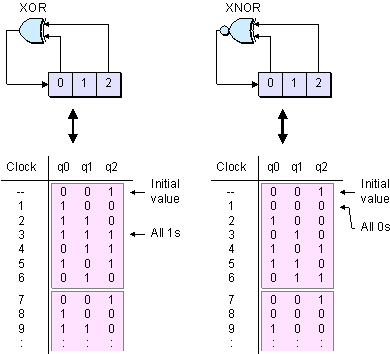 XOR XNOR
0 1 2 0 1 2
Clock q0 q1 q2 Clock q0 q1 q2
-- 0 0 1 Initial value -- 0 0 1 Initial value
1 1 0 0 1 0 0 0
2 1 1 0 2 1 0 0 All 0s
3 1 1 1 All 1s 3 0 1 0
4 0 1 1 4 1 0 1
5 1 0 1 5 1 1 0
6 0 1 0 6 0 1 1
7 0 0 1 7 0 0 1
8 1 0 0 8 0 0 0
9 1 1 0 9 1 0 0
: : : : : : : :